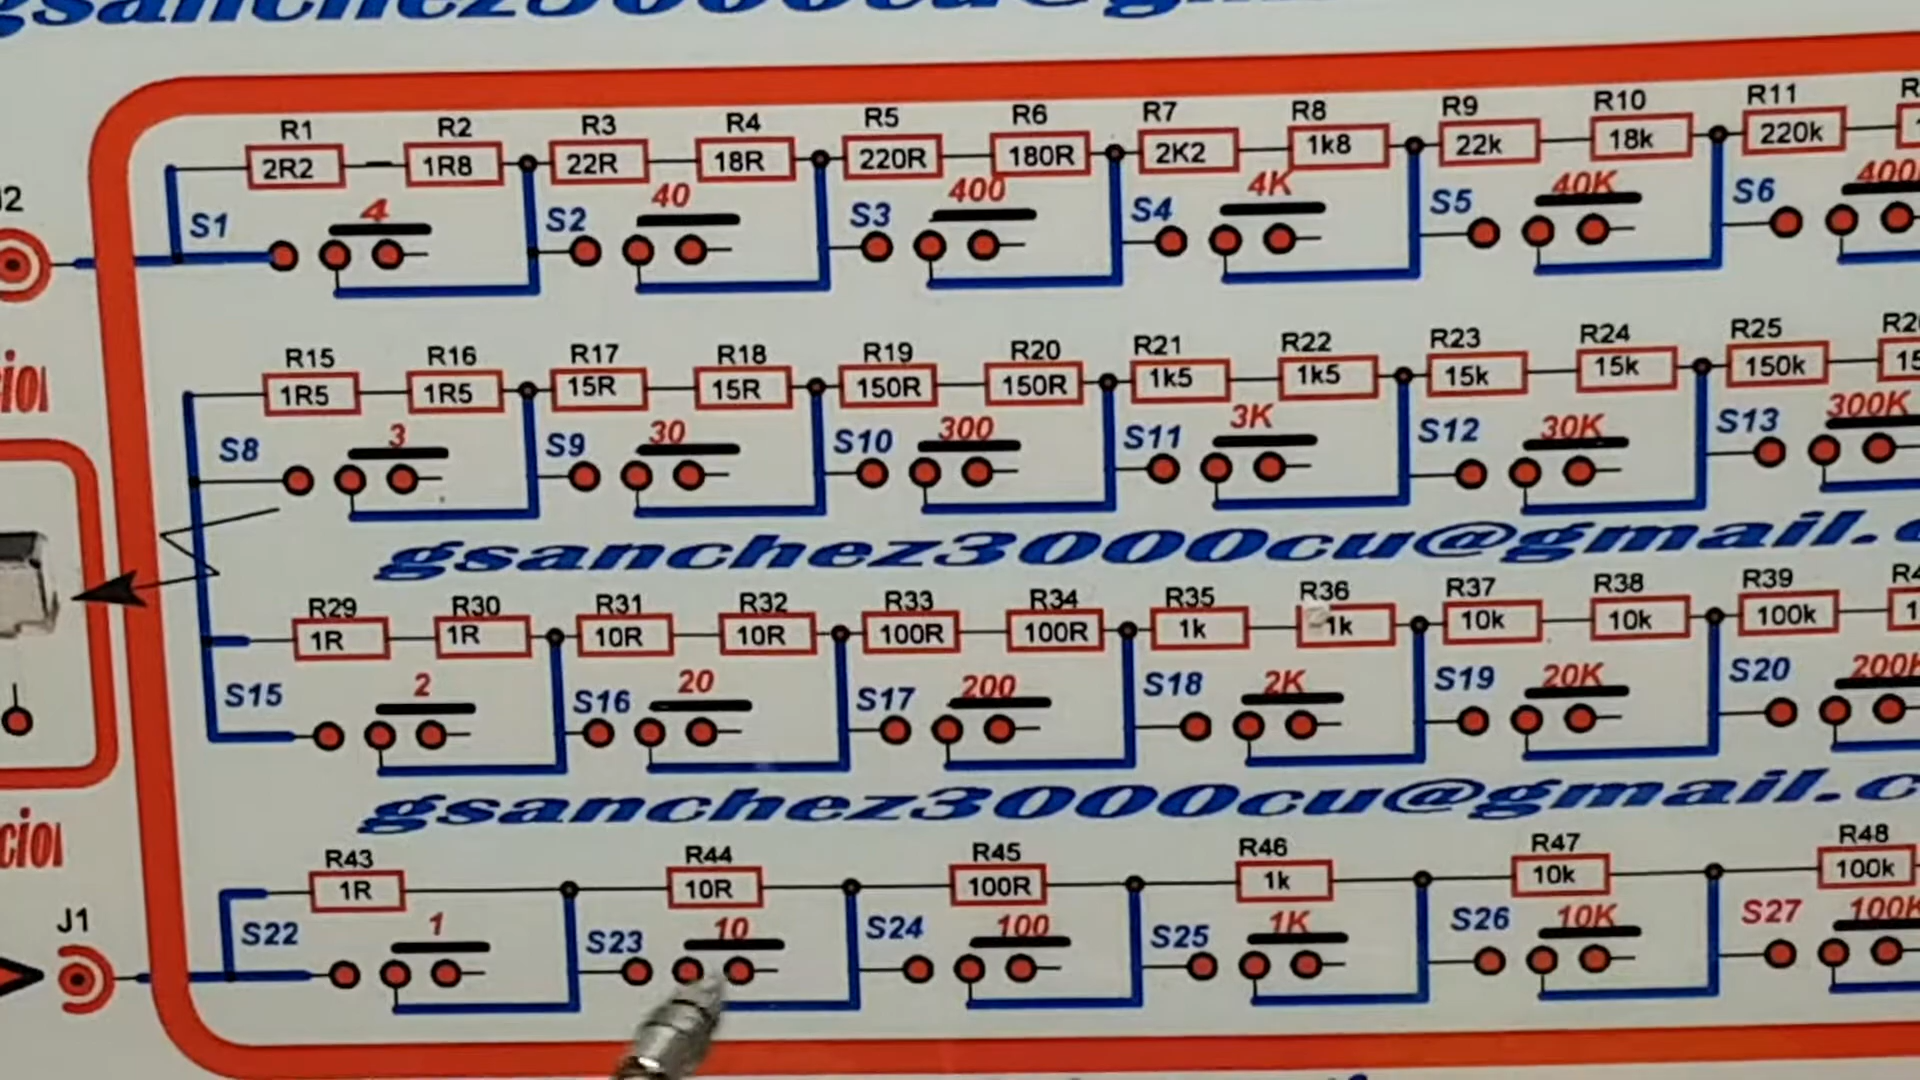 gsanchez3000cu@gm
R1 R2 R3 R4 R5 R6 R7 R8 R9 R10 R11
2R2 1R8 22R 18R 220R 180R 2K2 1k8 22k 18k 220k
S1 4 S2 40 S3 400 S4 4K S5 40K S6
R15 R16 R17 R18 R19 R20 R21 R22 R23 R24 R25
1R5 1R5 15R 15R 150R 150R 1k5 1k5 15k 15k 150k
S8 3 S9 30 S10 300 S11 3K S12 30K S13 300K
gsanchez3000cu@gmail.c
R29 R30 R31 R32 R33 R34 R35 R36 R37 R38 R39
1R 1R 10R 10R 100R 100R 1k 1k 10k 10k 100k
S15 2 S16 20 S17 200 S18 2K S19 20K S20 200K
gsanchez3000cu@gmail.c
R43 R44 R45 R46 R47 R48
1R 10R 100R 1k 10k 100k
J1 S22 1 S23 10 S24 100 S25 1K S26 10K S27 100K